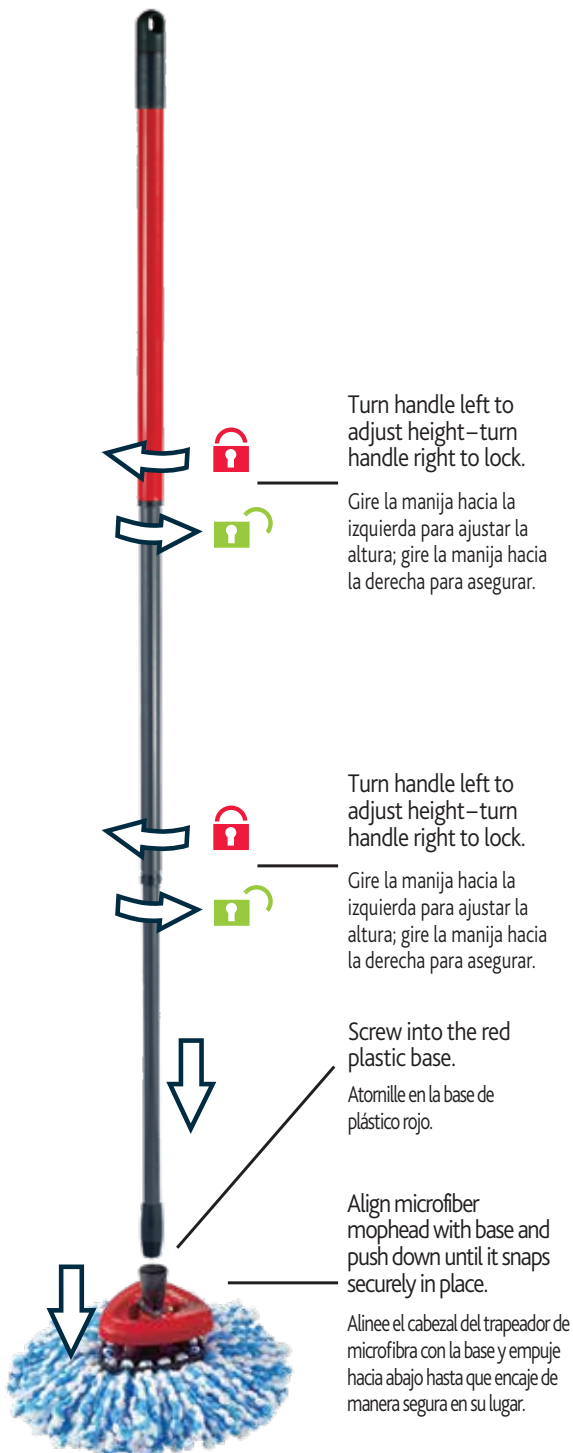 Turn handle left to
adjust height–turn
handle right to lock.
Gire la manija hacia la
izquierda para ajustar la
altura; gire la manija hacia
la derecha para asegurar.
Turn handle left to
adjust height–turn
handle right to lock.
Gire la manija hacia la
izquierda para ajustar la
altura; gire la manija hacia
la derecha para asegurar.
Screw into the red
plastic base.
Atornille en la base de
plástico rojo.
Align microfiber
mophead with base and
push down until it snaps
securely in place.
Alinee el cabezal del trapeador de
microfibra con la base y empuje
hacia abajo hasta que encaje de
manera segura en su lugar.